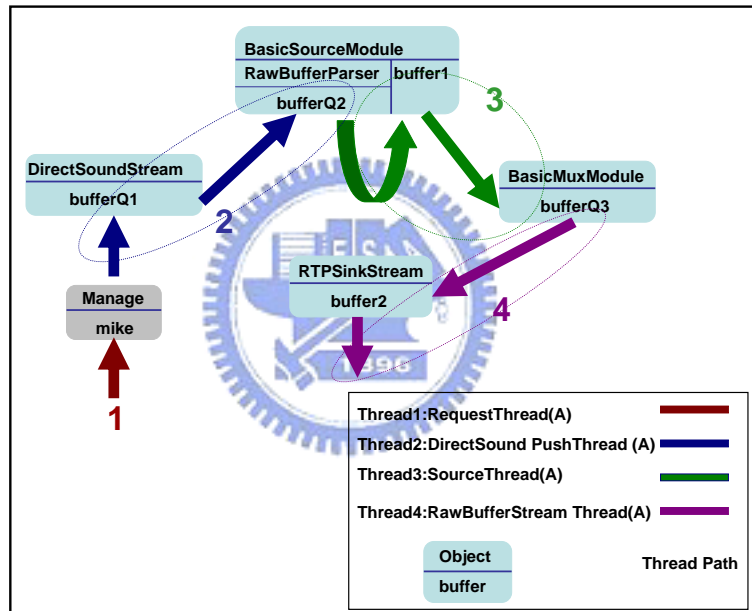 BasicSourceModule
RawBufferParser
buffer1
bufferQ2
3
DirectSoundStream
bufferQ1
2
BasicMuxModule
bufferQ3
RTPSinkStream
buffer2
4
Manage
mike
1
1896
Thread1:RequestThread(A)
Thread2:DirectSound PushThread (A)
Thread3:SourceThread(A)
Thread4:RawBufferStream Thread(A)
Object
buffer
Thread Path